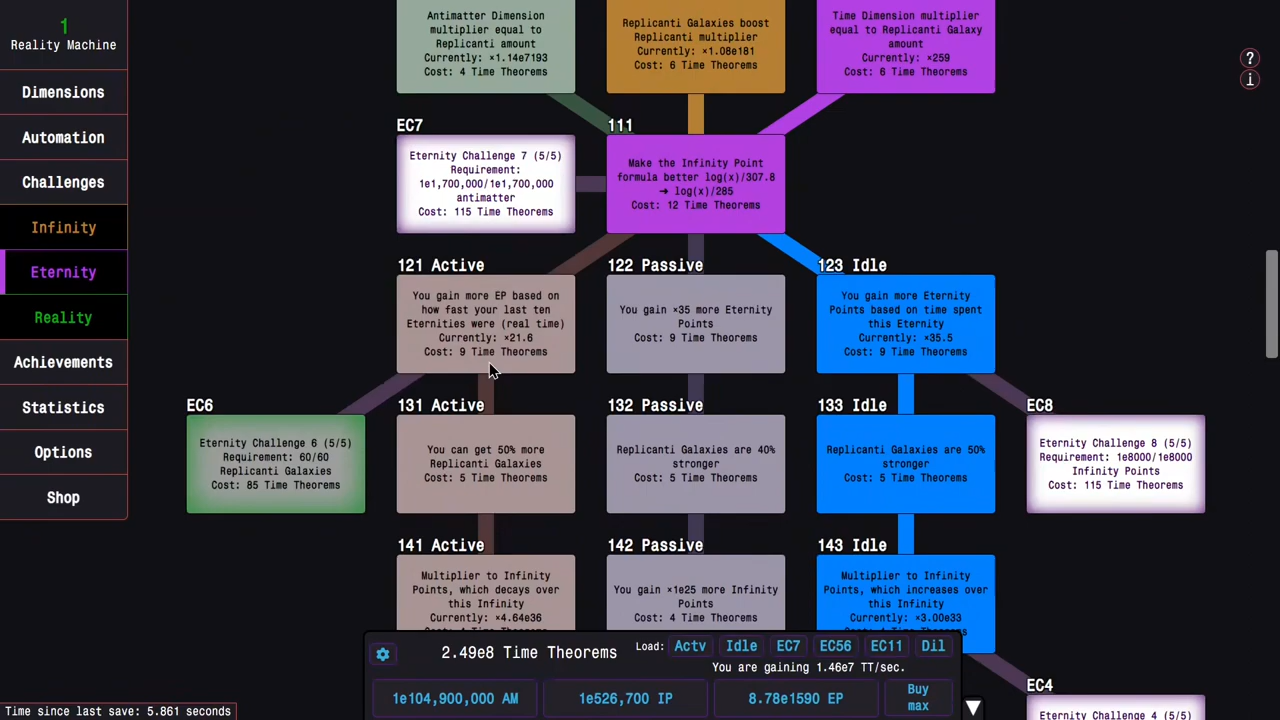 1
Reality Machine
Dimensions
Automation
Challenges
Infinity
Eternity
Reality
Achievements
Statistics
Options
Shop
Time since last save: 5.861 seconds
Antimatter Dimension
multiplier equal to
Replicanti amount
Currently: ×1.14e7193
Cost: 4 Time Theorems
Replicanti Galaxies boost
Replicanti multiplier
Currently: ×1.08e181
Cost: 6 Time Theorems
Time Dimension multiplier
equal to Replicanti Galaxy
amount
Currently: ×259
Cost: 6 Time Theorems
?
i
EC7
Eternity Challenge 7 (5/5)
Requirement:
1e1,700,000/1e1,700,000
antimatter
Cost: 115 Time Theorems
111
Make the Infinity Point
formula better log(x)/307.8
➜ log(x)/285
Cost: 12 Time Theorems
121 Active
You gain more EP based on
how fast your last ten
Eternities were (real time)
Currently: ×21.6
Cost: 9 Time Theorems
122 Passive
You gain ×35 more Eternity
Points
Cost: 9 Time Theorems
123 Idle
You gain more Eternity
Points based on time spent
this Eternity
Currently: ×35.5
Cost: 9 Time Theorems
EC6
Eternity Challenge 6 (5/5)
Requirement: 60/60
Replicanti Galaxies
Cost: 85 Time Theorems
131 Active
You can get 50% more
Replicanti Galaxies
Cost: 5 Time Theorems
132 Passive
Replicanti Galaxies are 40%
stronger
Cost: 5 Time Theorems
133 Idle
Replicanti Galaxies are 50%
stronger
Cost: 5 Time Theorems
EC8
Eternity Challenge 8 (5/5)
Requirement: 1e8000/1e8000
Infinity Points
Cost: 115 Time Theorems
141 Active
Multiplier to Infinity
Points, which decays over
this Infinity
Currently: ×4.64e36
Cost: 4 Time Theorems
142 Passive
You gain ×1e25 more Infinity
Points
Cost: 4 Time Theorems
143 Idle
Multiplier to Infinity
Points, which increases over
this Infinity
Currently: ×3.00e33
Cost: 4 Time Theorems
EC4
Eternity Challenge 4 (5/5)
2.49e8 Time Theorems
Load:
Actv
Idle
EC7
EC56
EC11
Dil
You are gaining 1.46e7 TT/sec.
1e104,900,000 AM
1e526,700 IP
8.78e1590 EP
Buy
max
▼